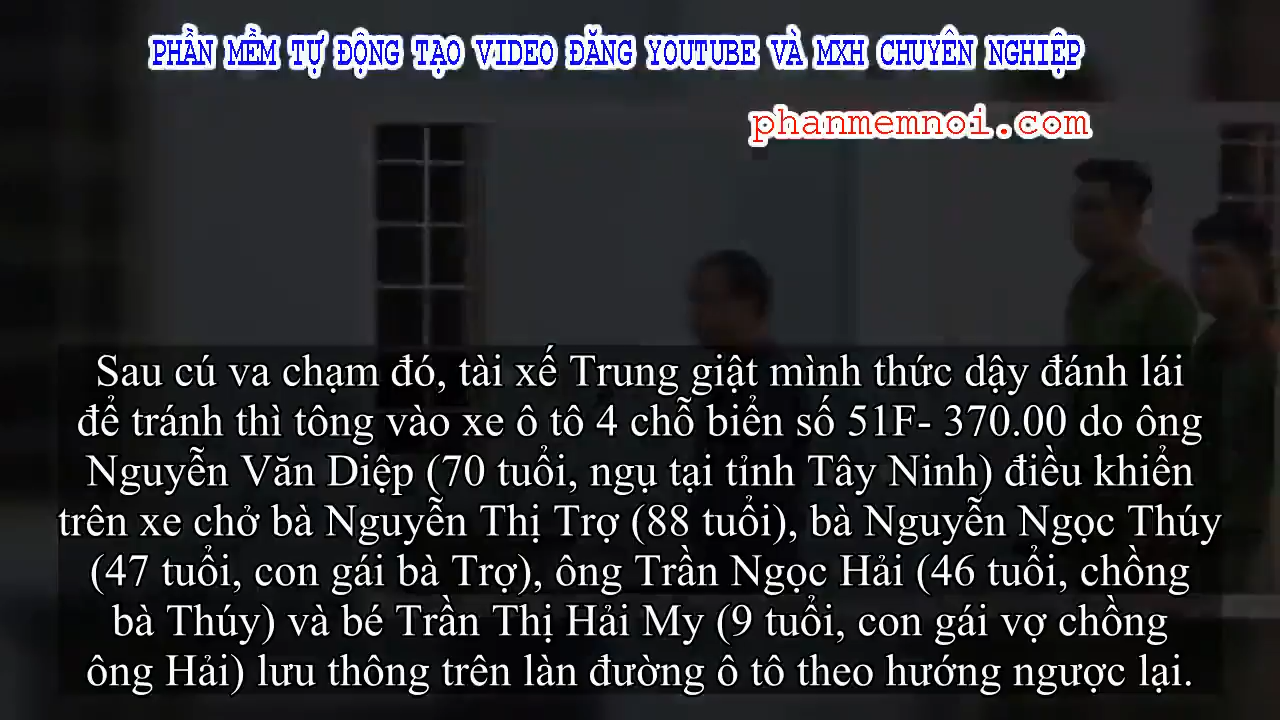 PHẦN MỀM TỰ ĐỘNG TẠO VIDEO ĐĂNG YOUTUBE VÀ MXH CHUYÊN NGHIỆP
phanmemnoi.com
Sau cú va chạm đó, tài xế Trung giật mình thức dậy đánh lái
để tránh thì tông vào xe ô tô 4 chỗ biển số 51F- 370.00 do ông
Nguyễn Văn Diệp (70 tuổi, ngụ tại tỉnh Tây Ninh) điều khiển
trên xe chở bà Nguyễn Thị Trợ (88 tuổi), bà Nguyễn Ngọc Thúy
(47 tuổi, con gái bà Trợ), ông Trần Ngọc Hải (46 tuổi, chồng
bà Thúy) và bé Trần Thị Hải My (9 tuổi, con gái vợ chồng
ông Hải) lưu thông trên làn đường ô tô theo hướng ngược lại.